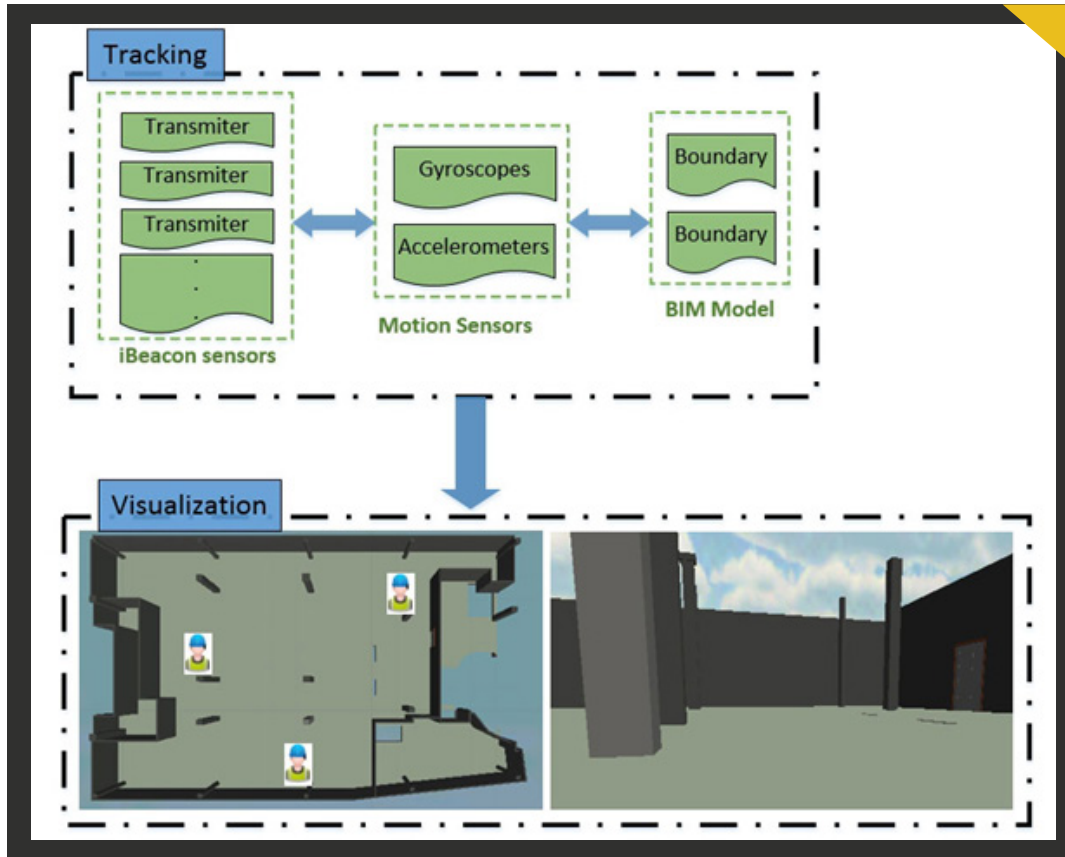 Tracking
Transmiter
Transmiter
Transmiter
iBeacon sensors
Gyroscopes
Accelerometers
Motion Sensors
Boundary
Boundary
BIM Model
Visualization